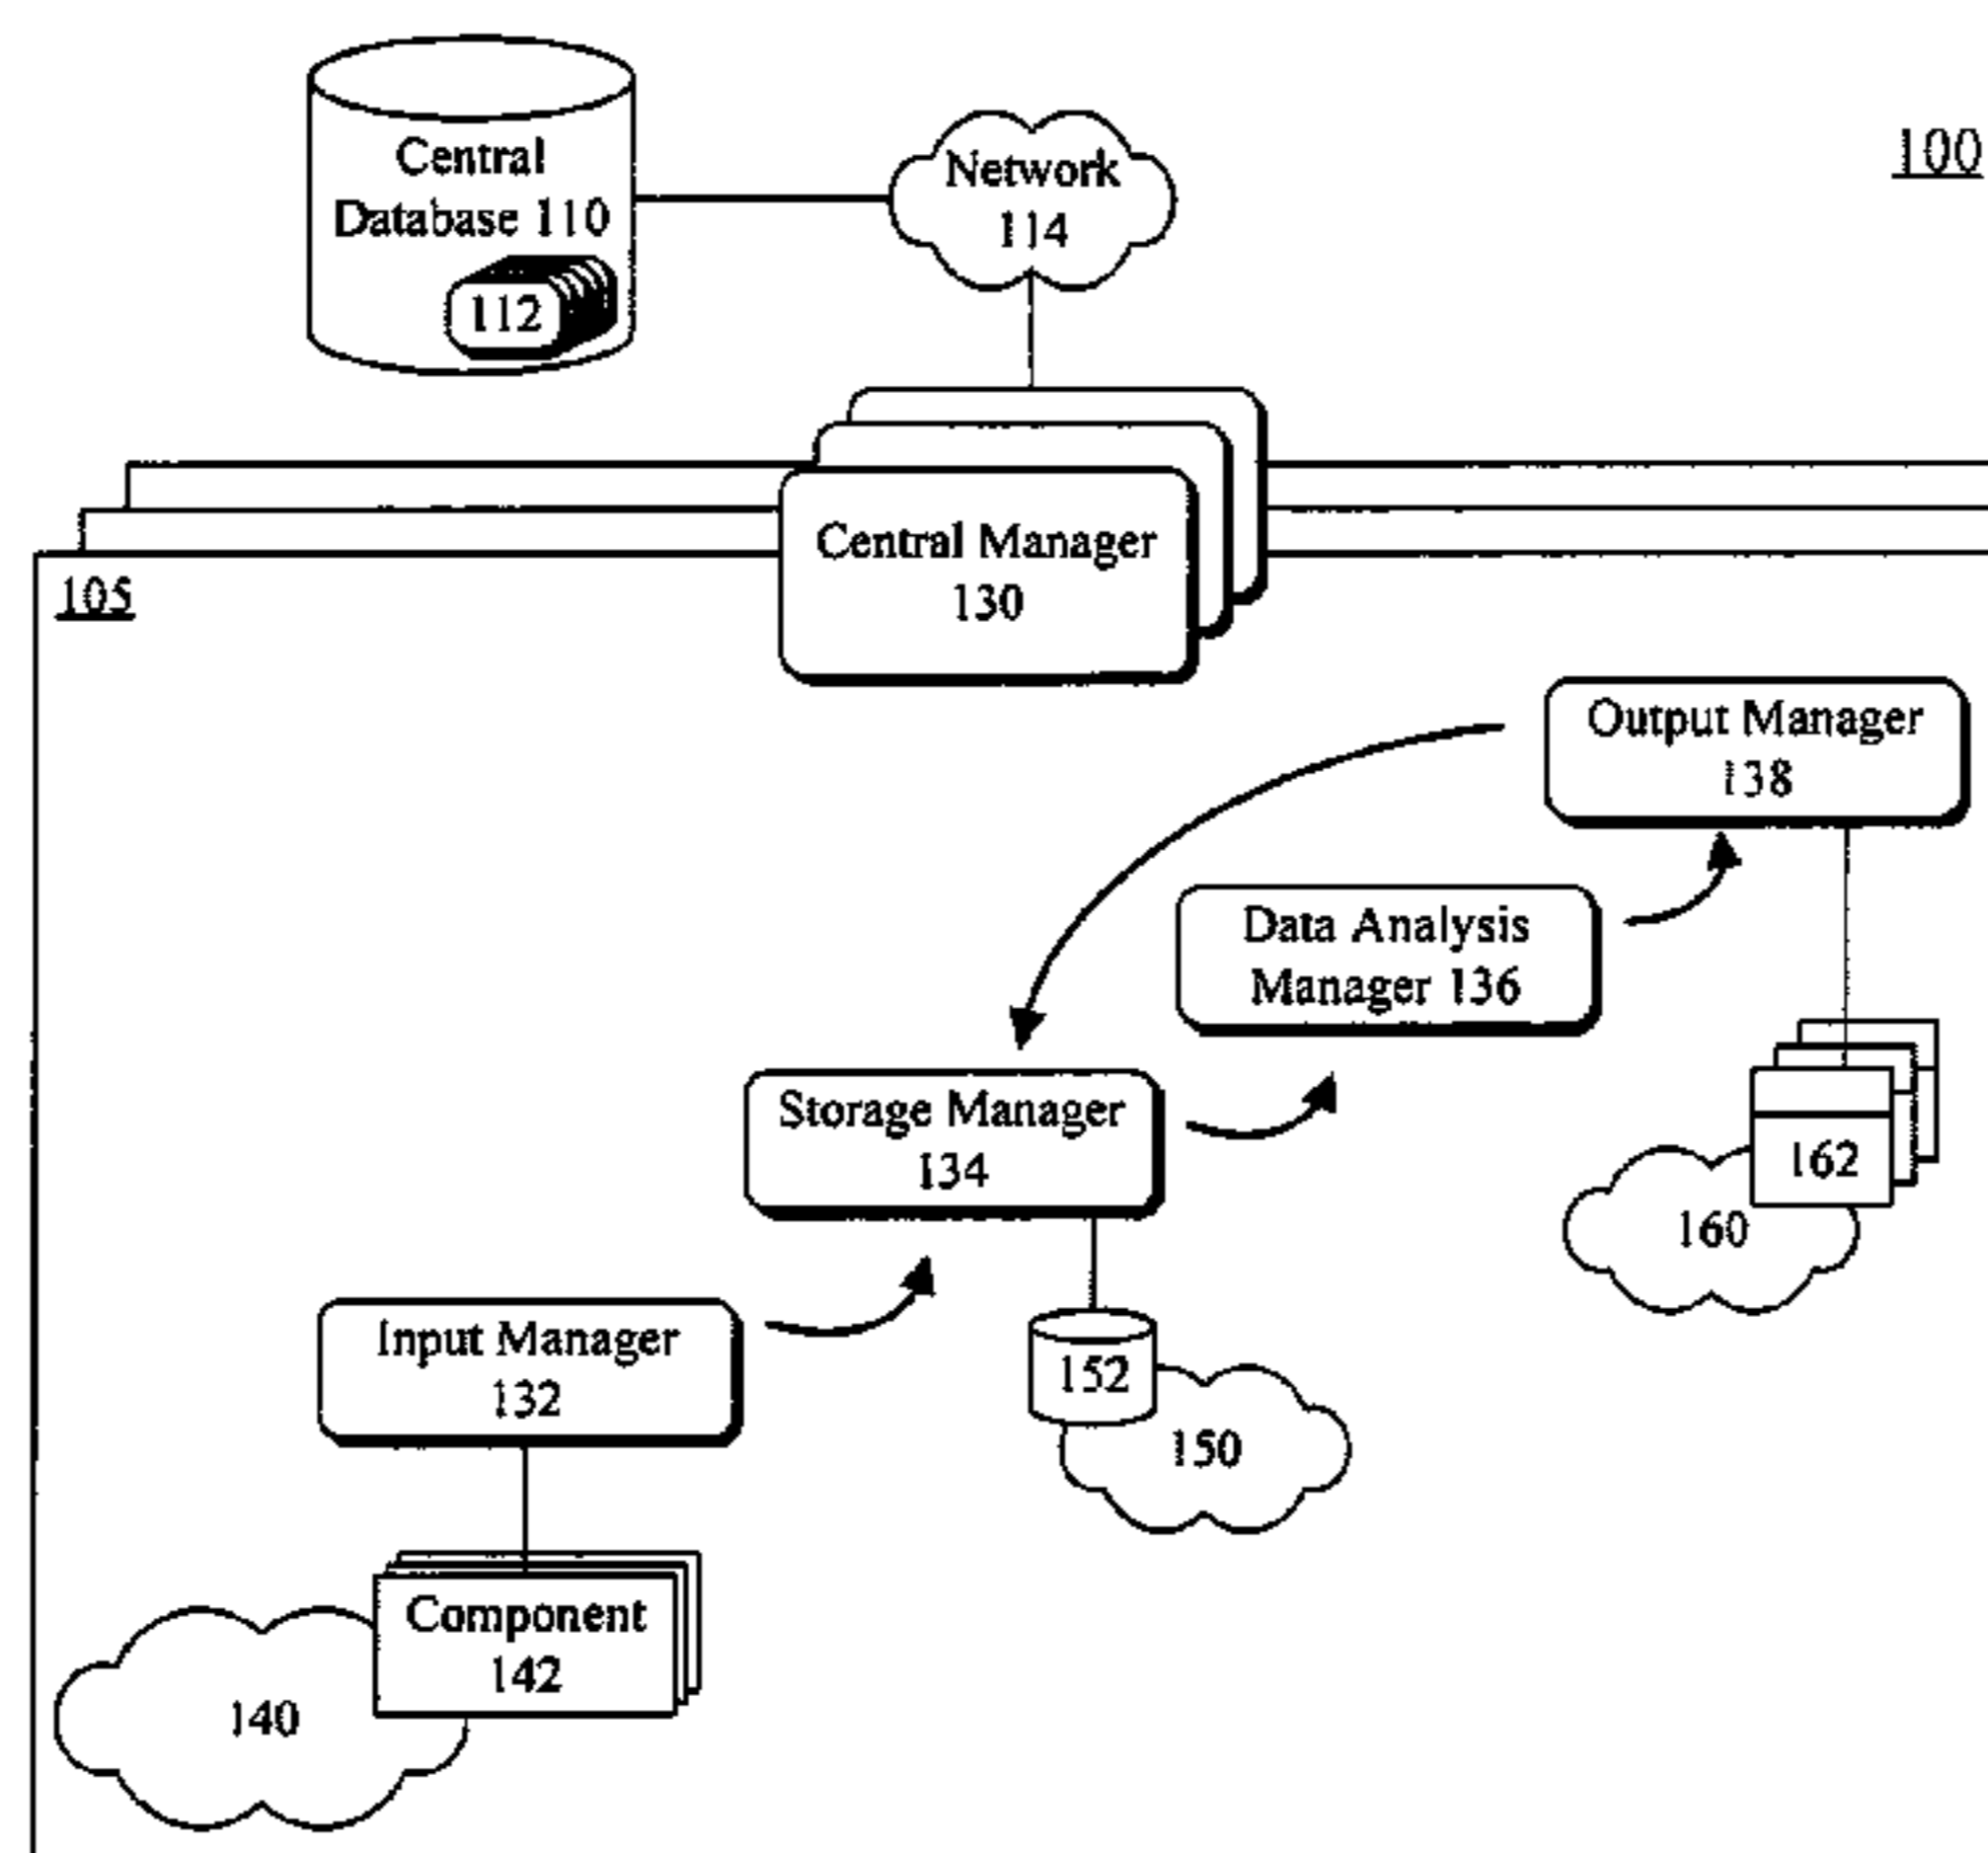 Central
Database 110
112
Network
114
100
Central Manager
130
105
Output Manager
138
Data Analysis
Manager 136
Storage Manager
134
162
160
Input Manager
132
152
150
Component
142
140